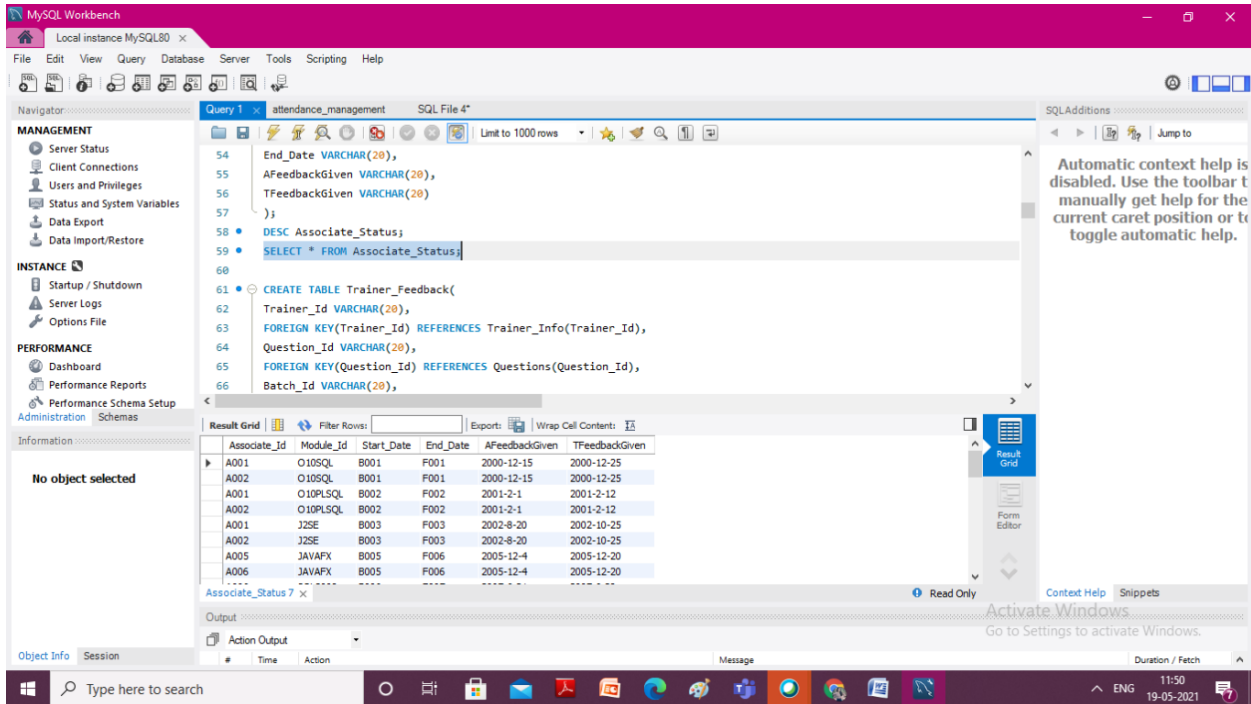 MySQL Workbench
Local instance MySQL80
File Edit View Query Database Server Tools Scripting Help
Navigator
MANAGEMENT
Server Status
Client Connections
Users and Privileges
Status and System Variables
Data Export
Data Import/Restore
INSTANCE
Startup / Shutdown
Server Logs
Options File
PERFORMANCE
Dashboard
Performance Reports
Performance Schema Setup
Administration Schemas
Information
No object selected
Object Info Session
Query 1 attendance_management SQL File 4*
Limit to 1000 rows
54 End_Date VARCHAR(20),
55 AFeedbackGiven VARCHAR(20),
56 TFeedbackGiven VARCHAR(20)
57 );
58 DESC Associate_Status;
59 SELECT * FROM Associate_Status;
60
61 CREATE TABLE Trainer_Feedback(
62 Trainer_Id VARCHAR(20),
63 FOREIGN KEY(Trainer_Id) REFERENCES Trainer_Info(Trainer_Id),
64 Question_Id VARCHAR(20),
65 FOREIGN KEY(Question_Id) REFERENCES Questions(Question_Id),
66 Batch_Id VARCHAR(20),
Result Grid Filter Rows: Export: Wrap Cell Content:
Associate_Id Module_Id Start_Date End_Date AFeedbackGiven TFeedbackGiven
A001 O10SQL B001 F001 2000-12-15 2000-12-25
A002 O10SQL B001 F001 2000-12-15 2000-12-25
A001 O10PLSQL B002 F002 2001-2-1 2001-2-12
A002 O10PLSQL B002 F002 2001-2-1 2001-2-12
A001 J2SE B003 F003 2002-8-20 2002-10-25
A002 J2SE B003 F003 2002-8-20 2002-10-25
A005 JAVAFX B005 F006 2005-12-4 2005-12-20
A006 JAVAFX B005 F006 2005-12-4 2005-12-20
Result
Grid
Form
Editor
Associate_Status 7 Read Only
Output
Action Output
# Time Action Message Duration / Fetch
SQLAdditions
Jump to
Automatic context help is
disabled. Use the toolbar t
manually get help for the
current caret position or to
toggle automatic help.
Context Help Snippets
Activate Windows
Go to Settings to activate Windows.
Type here to search
ENG
11:50
19-05-2021